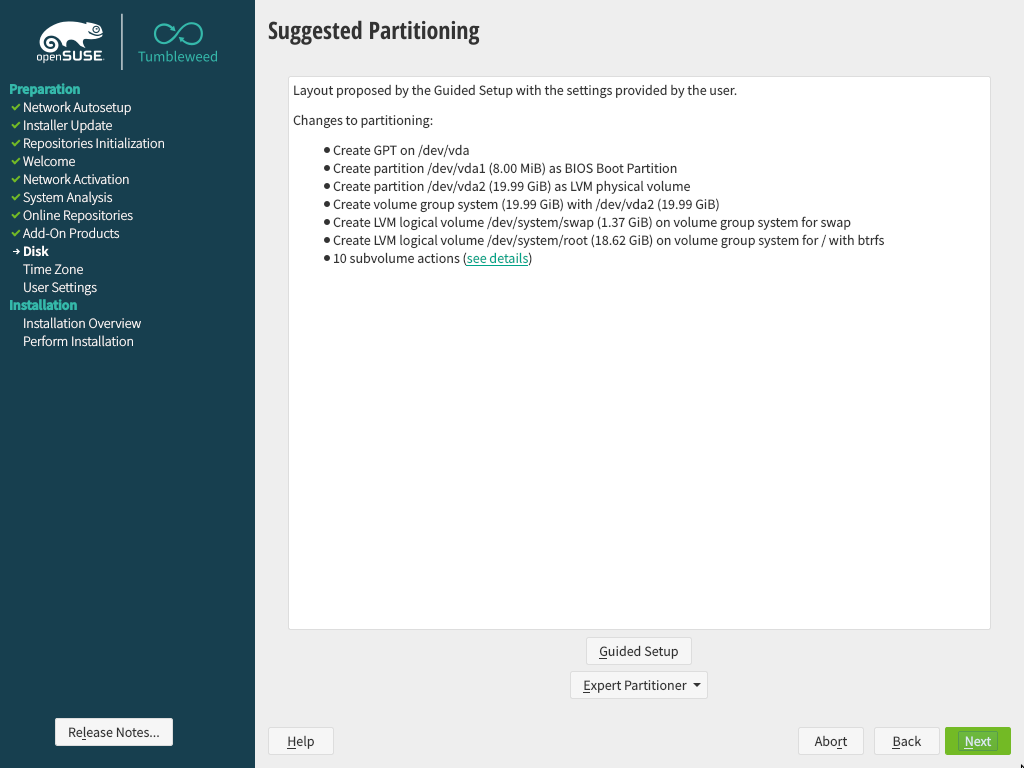 openSUSE
Tumbleweed
Preparation
Network Autosetup
Installer Update
Repositories Initialization
Welcome
Network Activation
System Analysis
Online Repositories
Add-On Products
Disk
Time Zone
User Settings
Installation
Installation Overview
Perform Installation
Release Notes...
Suggested Partitioning
Layout proposed by the Guided Setup with the settings provided by the user.
Changes to partitioning:
Create GPT on /dev/vda
Create partition /dev/vda1 (8.00 MiB) as BIOS Boot Partition
Create partition /dev/vda2 (19.99 GiB) as LVM physical volume
Create volume group system (19.99 GiB) with /dev/vda2 (19.99 GiB)
Create LVM logical volume /dev/system/swap (1.37 GiB) on volume group system for swap
Create LVM logical volume /dev/system/root (18.62 GiB) on volume group system for / with btrfs
10 subvolume actions (see details)
Guided Setup
Expert Partitioner
Help
Abort
Back
Next